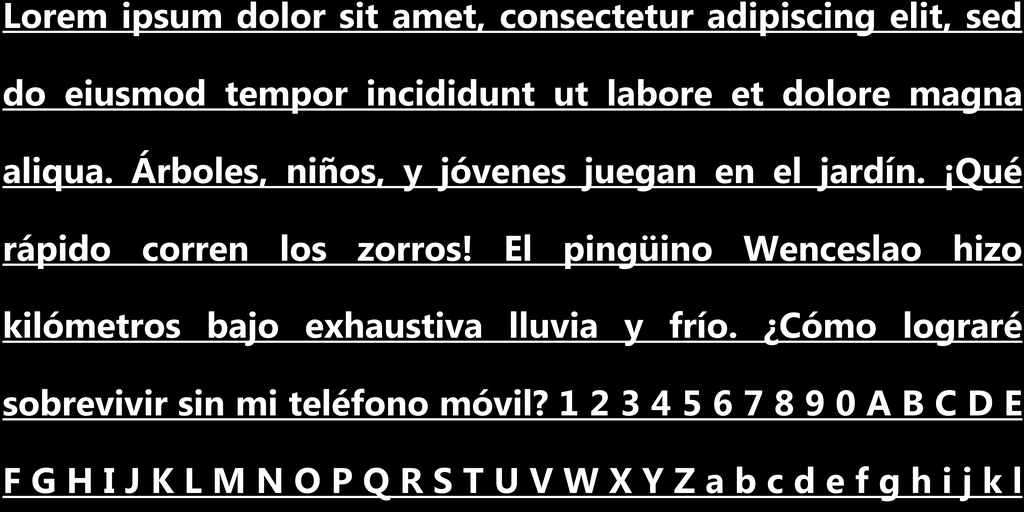 Lorem ipsum dolor sit amet, consectetur adipiscing elit, sed
do eiusmod tempor incididunt ut labore et dolore magna
aliqua. Árboles, niños, y jóvenes juegan en el jardín. ¡Qué
rápido corren los zorros! El pingüino Wenceslao hizo
kilómetros bajo exhaustiva lluvia y frío. ¿Cómo lograré
sobrevivir sin mi teléfono móvil? 1 2 3 4 5 6 7 8 9 0 A B C D E
F G H I J K L M N O P Q R S T U V W X Y Z a b c d e f g h i j k l